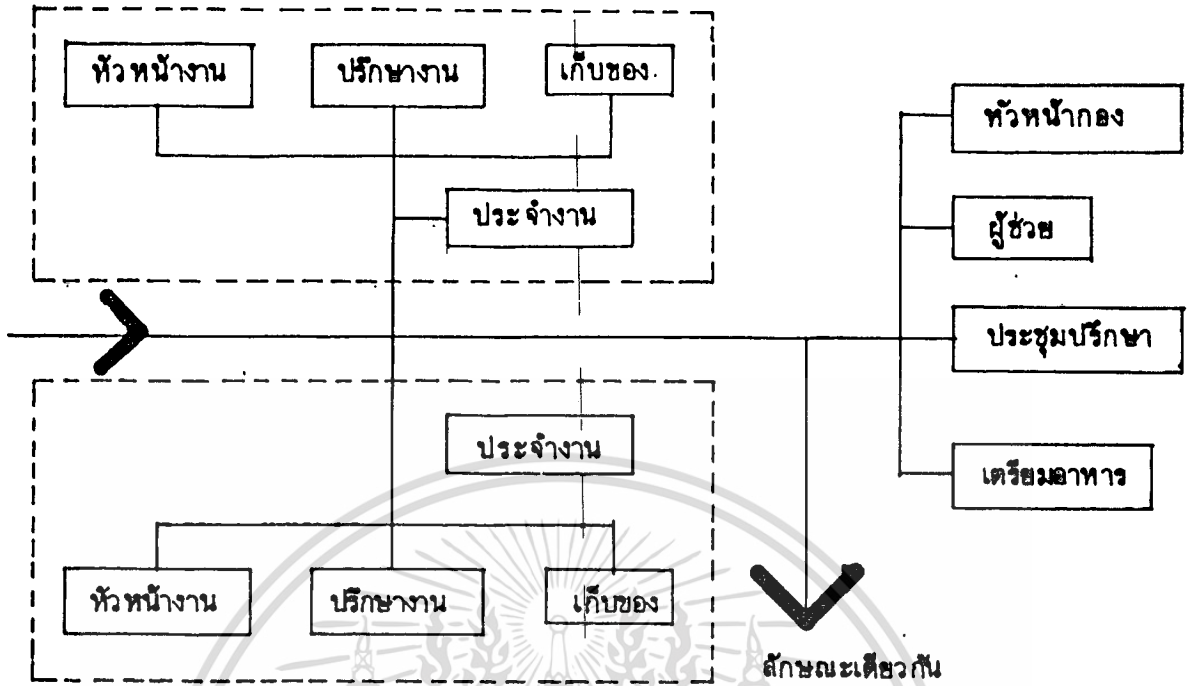 หัวหน้างาน
ปรึกษางาน
เก็บของ.
ประจำงาน
หัวหน้ากอง
ผู้ช่วย
ประชุมปรึกษา
เตรียมอาหาร
ประจำงาน
หัวหน้างาน
ปรึกษางาน
เก็บของ
ลักษณะเดียวกัน